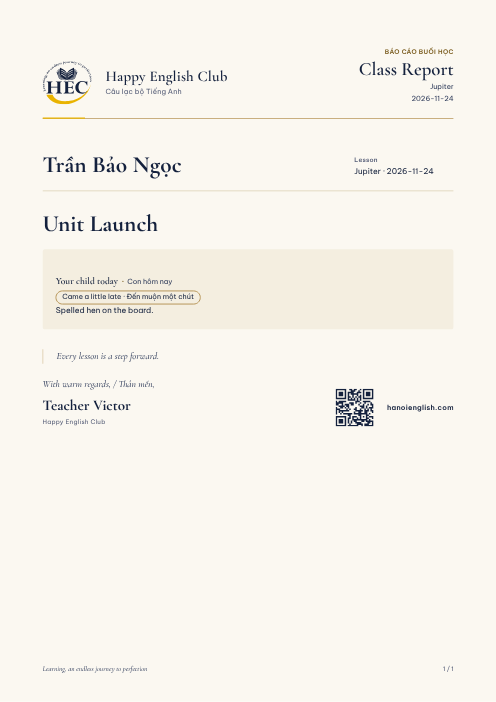 BÁO CÁO BUỔI HỌC
Class Report
Jupiter
2026-11-24
HEC
Happy English Club
Câu lạc bộ Tiếng Anh
Trần Bảo Ngọc
Lesson
Jupiter · 2026-11-24
Unit Launch
Your child today · Con hôm nay
Came a little late · Đến muộn một chút
Spelled hen on the board.
Every lesson is a step forward.
With warm regards, / Thân mến,
Teacher Victor
Happy English Club
hanoienglish.com
Learning, an endless journey to perfection
1 / 1